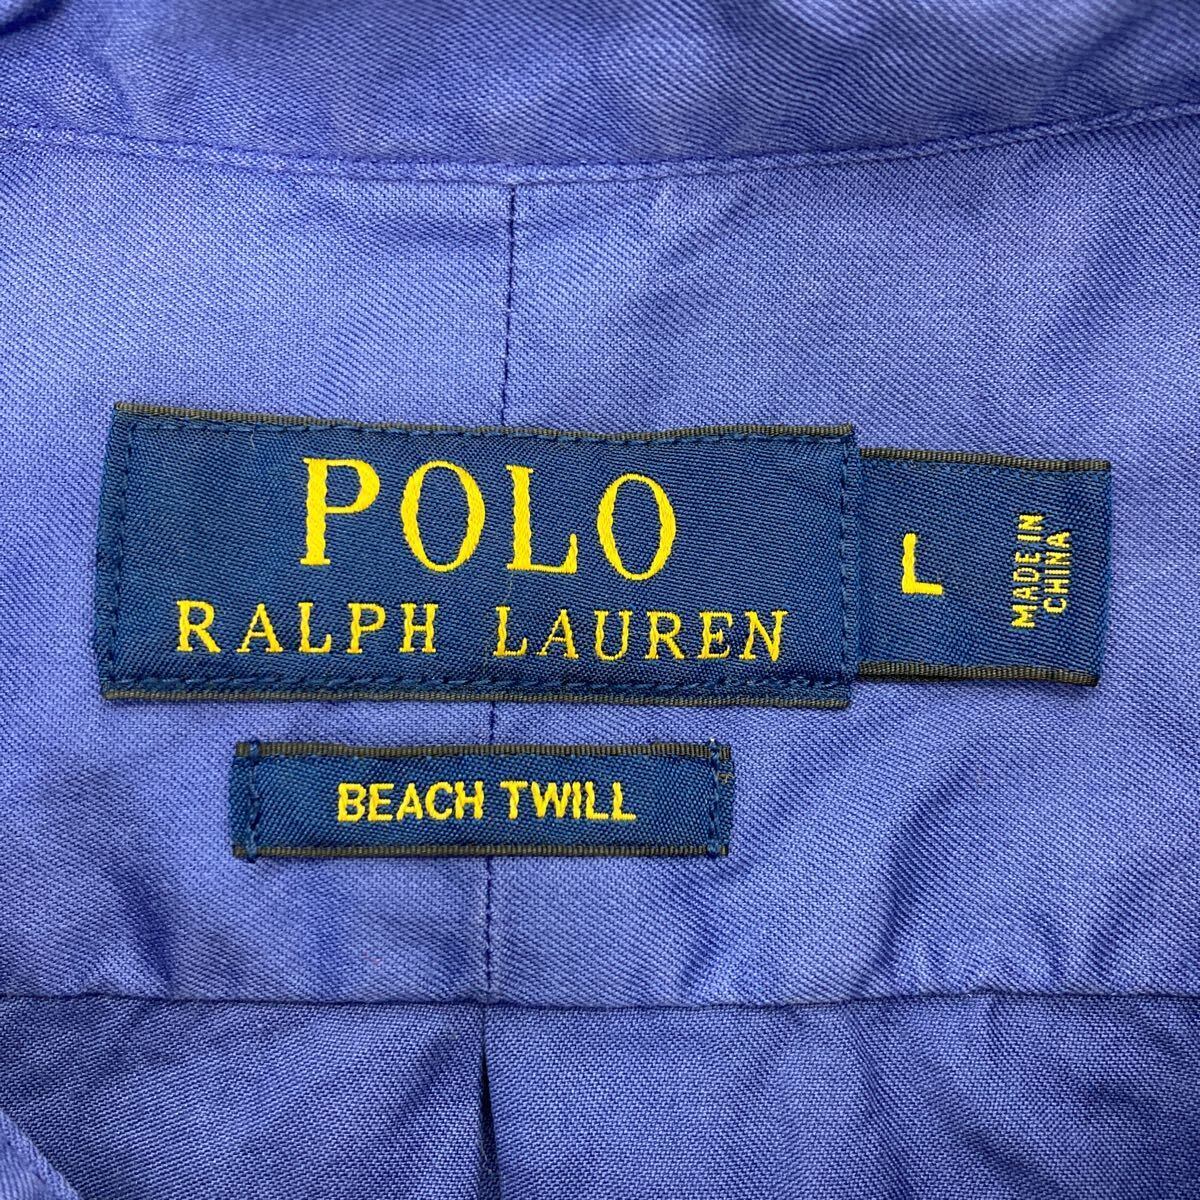 POLO
RALPH LAUREN
L
MADE IN
CHINA
BEACH TWILL